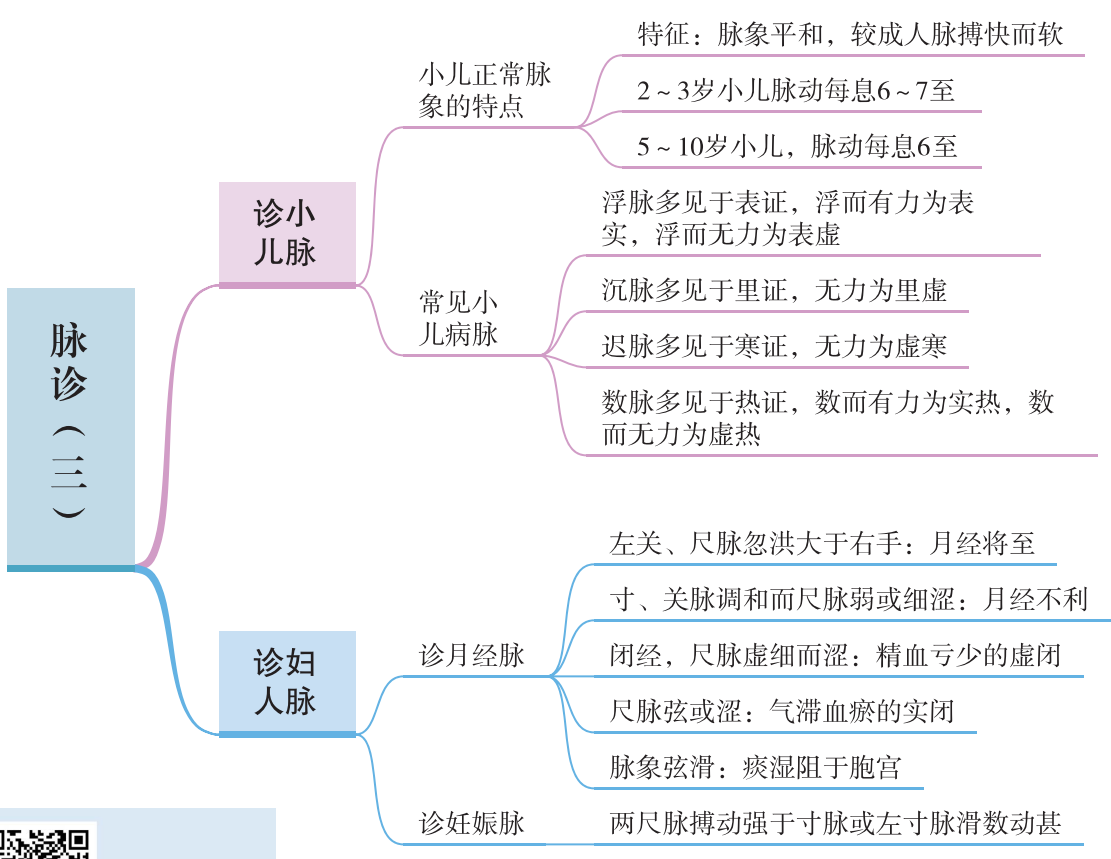 脉诊（三）
诊小
儿脉
小儿正常脉
象的特点
特征：脉象平和，较成人脉搏快而软
2～3岁小儿脉动每息6～7至
5～10岁小儿，脉动每息6至
常见小
儿病脉
浮脉多见于表证，浮而有力为表
实，浮而无力为表虚
沉脉多见于里证，无力为里虚
迟脉多见于寒证，无力为虚寒
数脉多见于热证，数而有力为实热，数
而无力为虚热
诊妇
人脉
诊月经脉
左关、尺脉忽洪大于右手：月经将至
寸、关脉调和而尺脉弱或细涩：月经不利
闭经，尺脉虚细而涩：精血亏少的虚闭
尺脉弦或涩：气滞血瘀的实闭
脉象弦滑：痰湿阻于胞宫
诊妊娠脉
两尺脉搏动强于寸脉或左寸脉滑数动甚